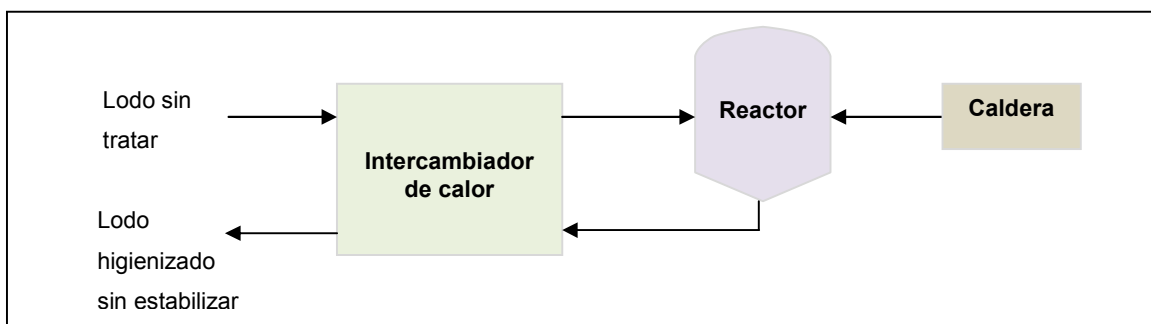 Lodo sin
tratar
Intercambiador
de calor
Reactor
Caldera
Lodo
higienizado
sin estabilizar